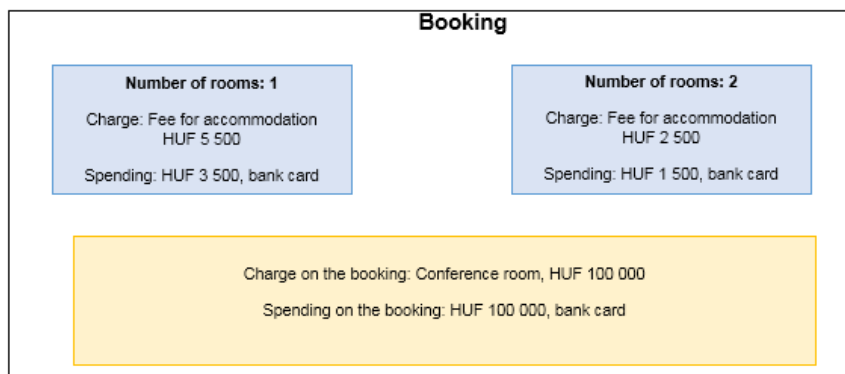 Booking
Number of rooms: 1
Charge: Fee for accommodation
HUF 5 500
Spending: HUF 3 500, bank card
Number of rooms: 2
Charge: Fee for accommodation
HUF 2 500
Spending: HUF 1 500, bank card
Charge on the booking: Conference room, HUF 100 000
Spending on the booking: HUF 100 000, bank card